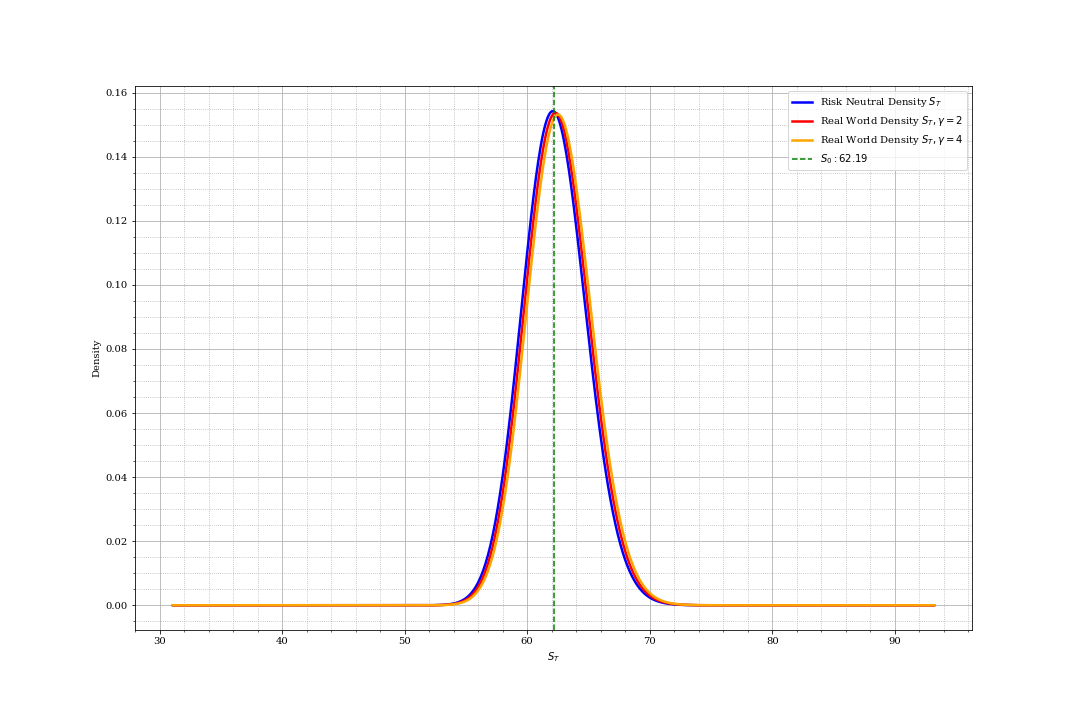 0.16
0.14
0.12
0.10
0.08
0.06
0.04
0.02
0.00
Density
30 40 50 60 70 80 90
S_T
Risk Neutral Density S_T
Real World Density S_T, γ = 2
Real World Density S_T, γ = 4
S_0 : 62.19